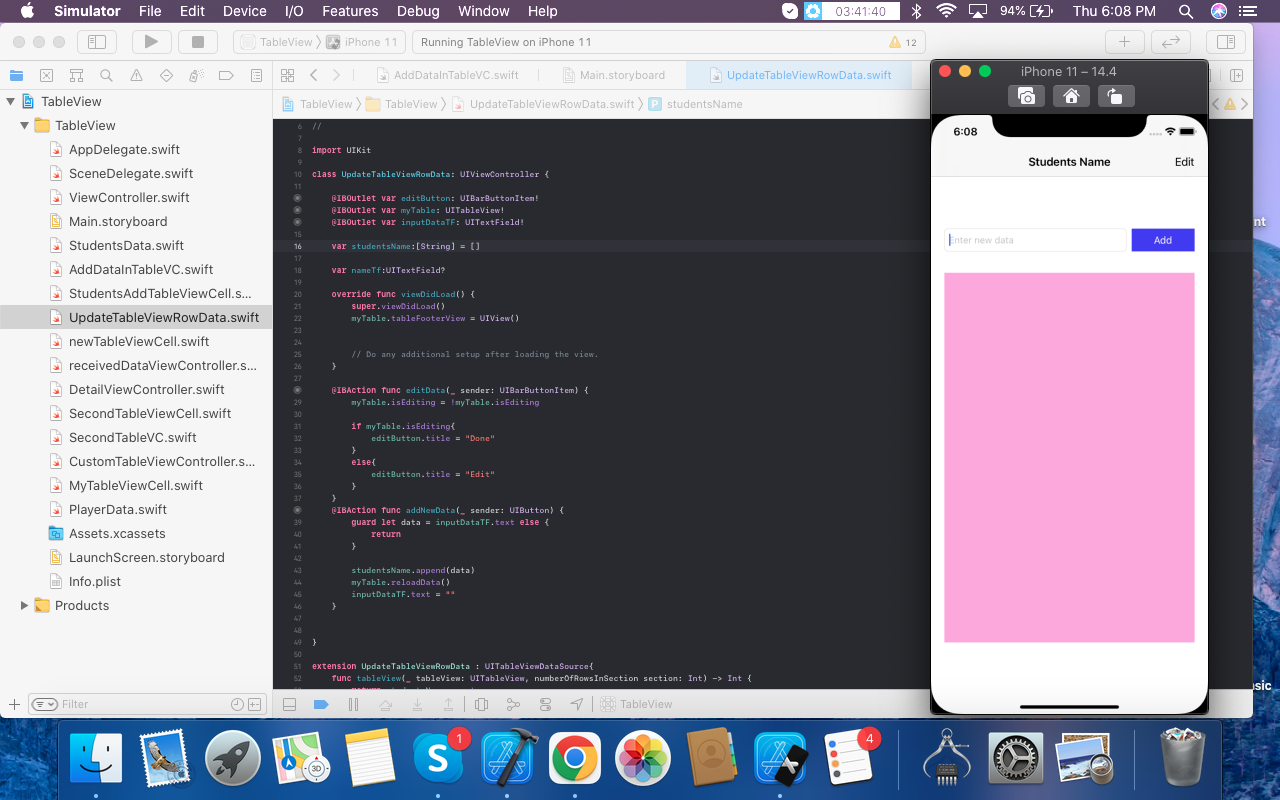 Simulator File Edit Device I/O Features Debug Window Help 03:41:40 94% Thu 6:08 PM
TableView iPhone 11 Running TableView on iPhone 11 12
AddDataInTableVC.swift Main.storyboard UpdateTableViewRowData.swift
TableView TableView UpdateTableViewRowData.swift P studentsName
TableView
TableView
AppDelegate.swift
SceneDelegate.swift
ViewController.swift
Main.storyboard
StudentsData.swift
AddDataInTableVC.swift
StudentsAddTableViewCell.s...
UpdateTableViewRowData.swift
newTableViewCell.swift
receivedDataViewController.s...
DetailViewController.swift
SecondTableViewCell.swift
SecondTableVC.swift
CustomTableViewController.s...
MyTableViewCell.swift
PlayerData.swift
Assets.xcassets
LaunchScreen.storyboard
Info.plist
Products
Filter
6 //
7
8 import UIKit
9
10 class UpdateTableViewRowData: UIViewController {
11
@IBOutlet var editButton: UIBarButtonItem!
@IBOutlet var myTable: UITableView!
@IBOutlet var inputDataTF: UITextField!
15
16 var studentsName:[String] = []
17
18 var nameTf:UITextField?
19
20 override func viewDidLoad() {
21 super.viewDidLoad()
22 myTable.tableFooterView = UIView()
23
24
25 // Do any additional setup after loading the view.
26 }
27
@IBAction func editData(_ sender: UIBarButtonItem) {
29 myTable.isEditing = !myTable.isEditing
30
31 if myTable.isEditing{
32 editButton.title = "Done"
33 }
34 else{
35 editButton.title = "Edit"
36 }
37 }
@IBAction func addNewData(_ sender: UIButton) {
39 guard let data = inputDataTF.text else {
40 return
41 }
42
43 studentsName.append(data)
44 myTable.reloadData()
45 inputDataTF.text = ""
46 }
47
48
49 }
50
51 extension UpdateTableViewRowData : UITableViewDataSource{
52 func tableView(_ tableView: UITableView, numberOfRowsInSection section: Int) -> Int {
TableView
iPhone 11 – 14.4
6:08
Students Name Edit
Enter new data Add
nt
sic
1
4
3D